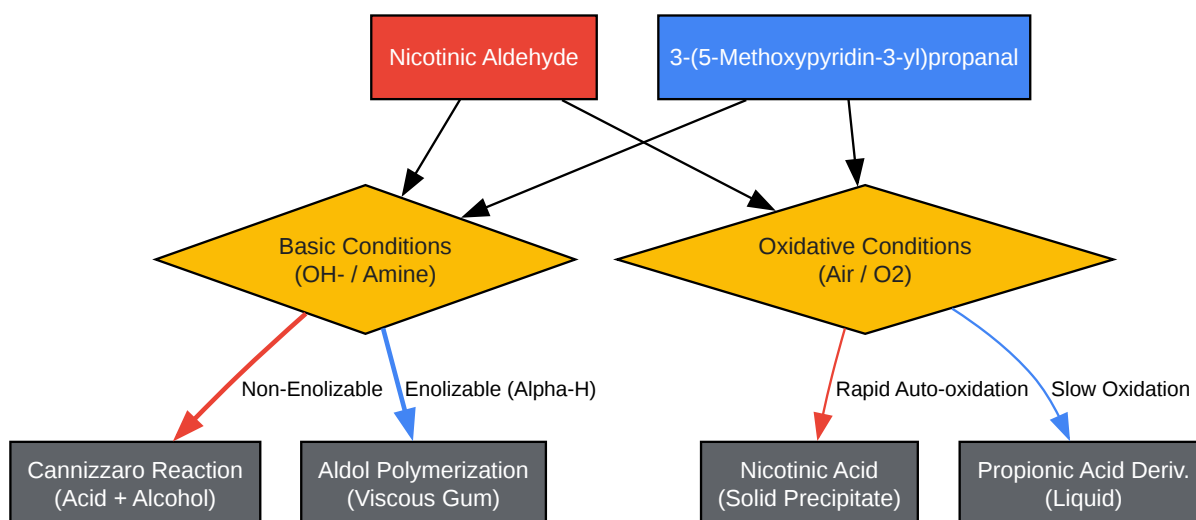 Nicotinic Aldehyde
3-(5-Methoxypyridin-3-yl)propanal
Basic Conditions
(OH- / Amine)
Oxidative Conditions
(Air / O2)
Non-Enolizable
Enolizable (Alpha-H)
Rapid Auto-oxidation
Slow Oxidation
Cannizzaro Reaction
(Acid + Alcohol)
Aldol Polymerization
(Viscous Gum)
Nicotinic Acid
(Solid Precipitate)
Propionic Acid Deriv.
(Liquid)